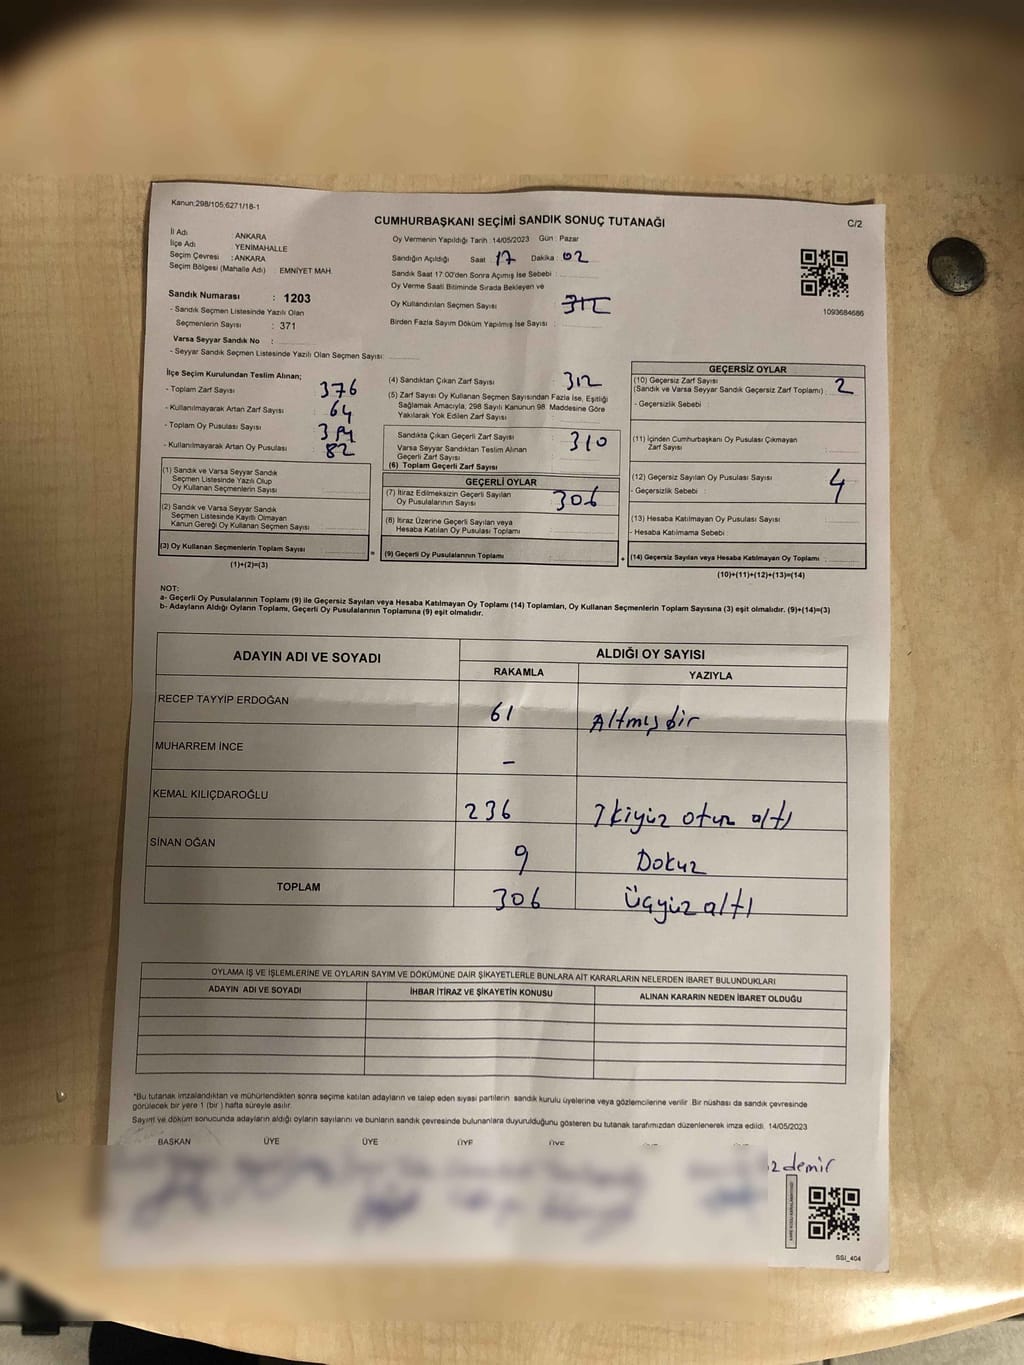 Kanun:298/105;6271/18-1
CUMHURBAŞKANI SEÇİMİ SANDIK SONUÇ TUTANAĞI
C/2
İl Adı : ANKARA
İlçe Adı : YENİMAHALLE
Seçim Çevresi : ANKARA
Seçim Bölgesi (Mahalle Adı) : EMNİYET MAH.
Sandık Numarası : 1203
- Sandık Seçmen Listesinde Yazılı Olan
Seçmenlerin Sayısı : 371
Varsa Seyyar Sandık No :
- Seyyar Sandık Seçmen Listesinde Yazılı Olan Seçmen Sayısı:
Oy Vermenin Yapıldığı Tarih : 14/05/2023 Gün : Pazar
Sandığın Açıldığı Saat 17 Dakika : 02
Sandık Saat 17:00'den Sonra Açımış İse Sebebi :
Oy Verme Saati Bitiminde Sırada Bekleyen ve
Oy Kullandırılan Seçmen Sayısı
Birden Fazla Sayım Döküm Yapılmış İse Sayısı :
1093684686
İlçe Seçim Kurulundan Teslim Alınan;
- Toplam Zarf Sayısı 376
- Kullanılmayarak Artan Zarf Sayısı : 64
- Toplam Oy Pusulası Sayısı :
- Kullanılmayarak Artan Oy Pusulası : 82
(1) Sandık ve Varsa Seyyar Sandık
Seçmen Listesinde Yazılı Olup
Oy Kullanan Seçmenlerin Sayısı
(2) Sandık ve Varsa Seyyar Sandık
Seçmen Listesinde Kayıtlı Olmayan
Kanun Gereği Oy Kullanan Seçmen Sayısı
(3) Oy Kullanan Seçmenlerin Toplam Sayısı
(1)+(2)=(3)
(4) Sandıktan Çıkan Zarf Sayısı : 312
(5) Zarf Sayısı Oy Kullanan Seçmen Sayısından Fazla İse, Eşitliği
Sağlamak Amacıyla, 298 Sayılı Kanunun 98. Maddesine Göre
Yakılarak Yok Edilen Zarf Sayısı :
Sandıkta Çıkan Geçerli Zarf Sayısı : 310
Varsa Seyyar Sandıktan Teslim Alınan
Geçerli Zarf Sayısı
(6) Toplam Geçerli Zarf Sayısı
GEÇERLİ OYLAR
(7) İtiraz Edilmeksizin Geçerli Sayılan
Oy Pusulalarının Sayısı 306
(8) İtiraz Üzerine Geçerli Sayılan veya
Hesaba Katılan Oy Pusulası Toplamı
= (9) Geçerli Oy Pusulalarının Toplamı
GEÇERSİZ OYLAR
(10) Geçersiz Zarf Sayısı
(Sandık ve Varsa Seyyar Sandık Geçersiz Zarf Toplamı) 2
- Geçersizlik Sebebi :
(11) İçinden Cumhurbaşkanı Oy Pusulası Çıkmayan
Zarf Sayısı
(12) Geçersiz Sayılan Oy Pusulası Sayısı : 4
- Geçersizlik Sebebi :
(13) Hesaba Katılmayan Oy Pusulası Sayısı
- Hesaba Katılmama Sebebi :
+ (14) Geçersiz Sayılan veya Hesaba Katılmayan Oy Toplamı
(10)+(11)+(12)+(13)=(14)
NOT:
a- Geçerli Oy Pusulalarının Toplamı (9) ile Geçersiz Sayılan veya Hesaba Katılmayan Oy Toplamı (14) Toplamları, Oy Kullanan Seçmenlerin Toplam Sayısına (3) eşit olmalıdır. (9)+(14)=(3)
b- Adayların Aldığı Oyların Toplamı, Geçerli Oy Pusulalarının Toplamına (9) eşit olmalıdır.
ADAYIN ADI VE SOYADI
ALDIĞI OY SAYISI
RAKAMLA YAZIYLA
RECEP TAYYİP ERDOĞAN 61 Altmış bir
MUHARREM İNCE -
KEMAL KILIÇDAROĞLU 236 İkiyüz otuz altı
SİNAN OĞAN 9 Dokuz
TOPLAM 306 Üçyüz altı
OYLAMA İŞ VE İŞLEMLERİNE VE OYLARIN SAYIM VE DÖKÜMÜNE DAİR ŞİKAYETLERLE BUNLARA AİT KARARLARIN NELERDEN İBARET BULUNDUKLARI
ADAYIN ADI VE SOYADI İHBAR İTİRAZ VE ŞİKAYETİN KONUSU ALINAN KARARIN NEDEN İBARET OLDUĞU
*Bu tutanak imzalandıktan ve mühürlendikten sonra seçime katılan adayların ve talep eden siyasi partilerin sandık kurulu üyelerine veya gözlemcilerine verilir. Bir nüshası da sandık çevresinde
görülecek bir yere 1 (bir ) hafta süreyle asılır.
Sayım ve döküm sonucunda adayların aldığı oyların sayılarını ve bunların sandık çevresinde bulunanlara duyurulduğunu gösteren bu tutanak tarafımızdan düzenlenerek imza edildi. 14/05/2023
BAŞKAN ÜYE ÜYE ÜYE ÜYE
zdemir
SSI_404